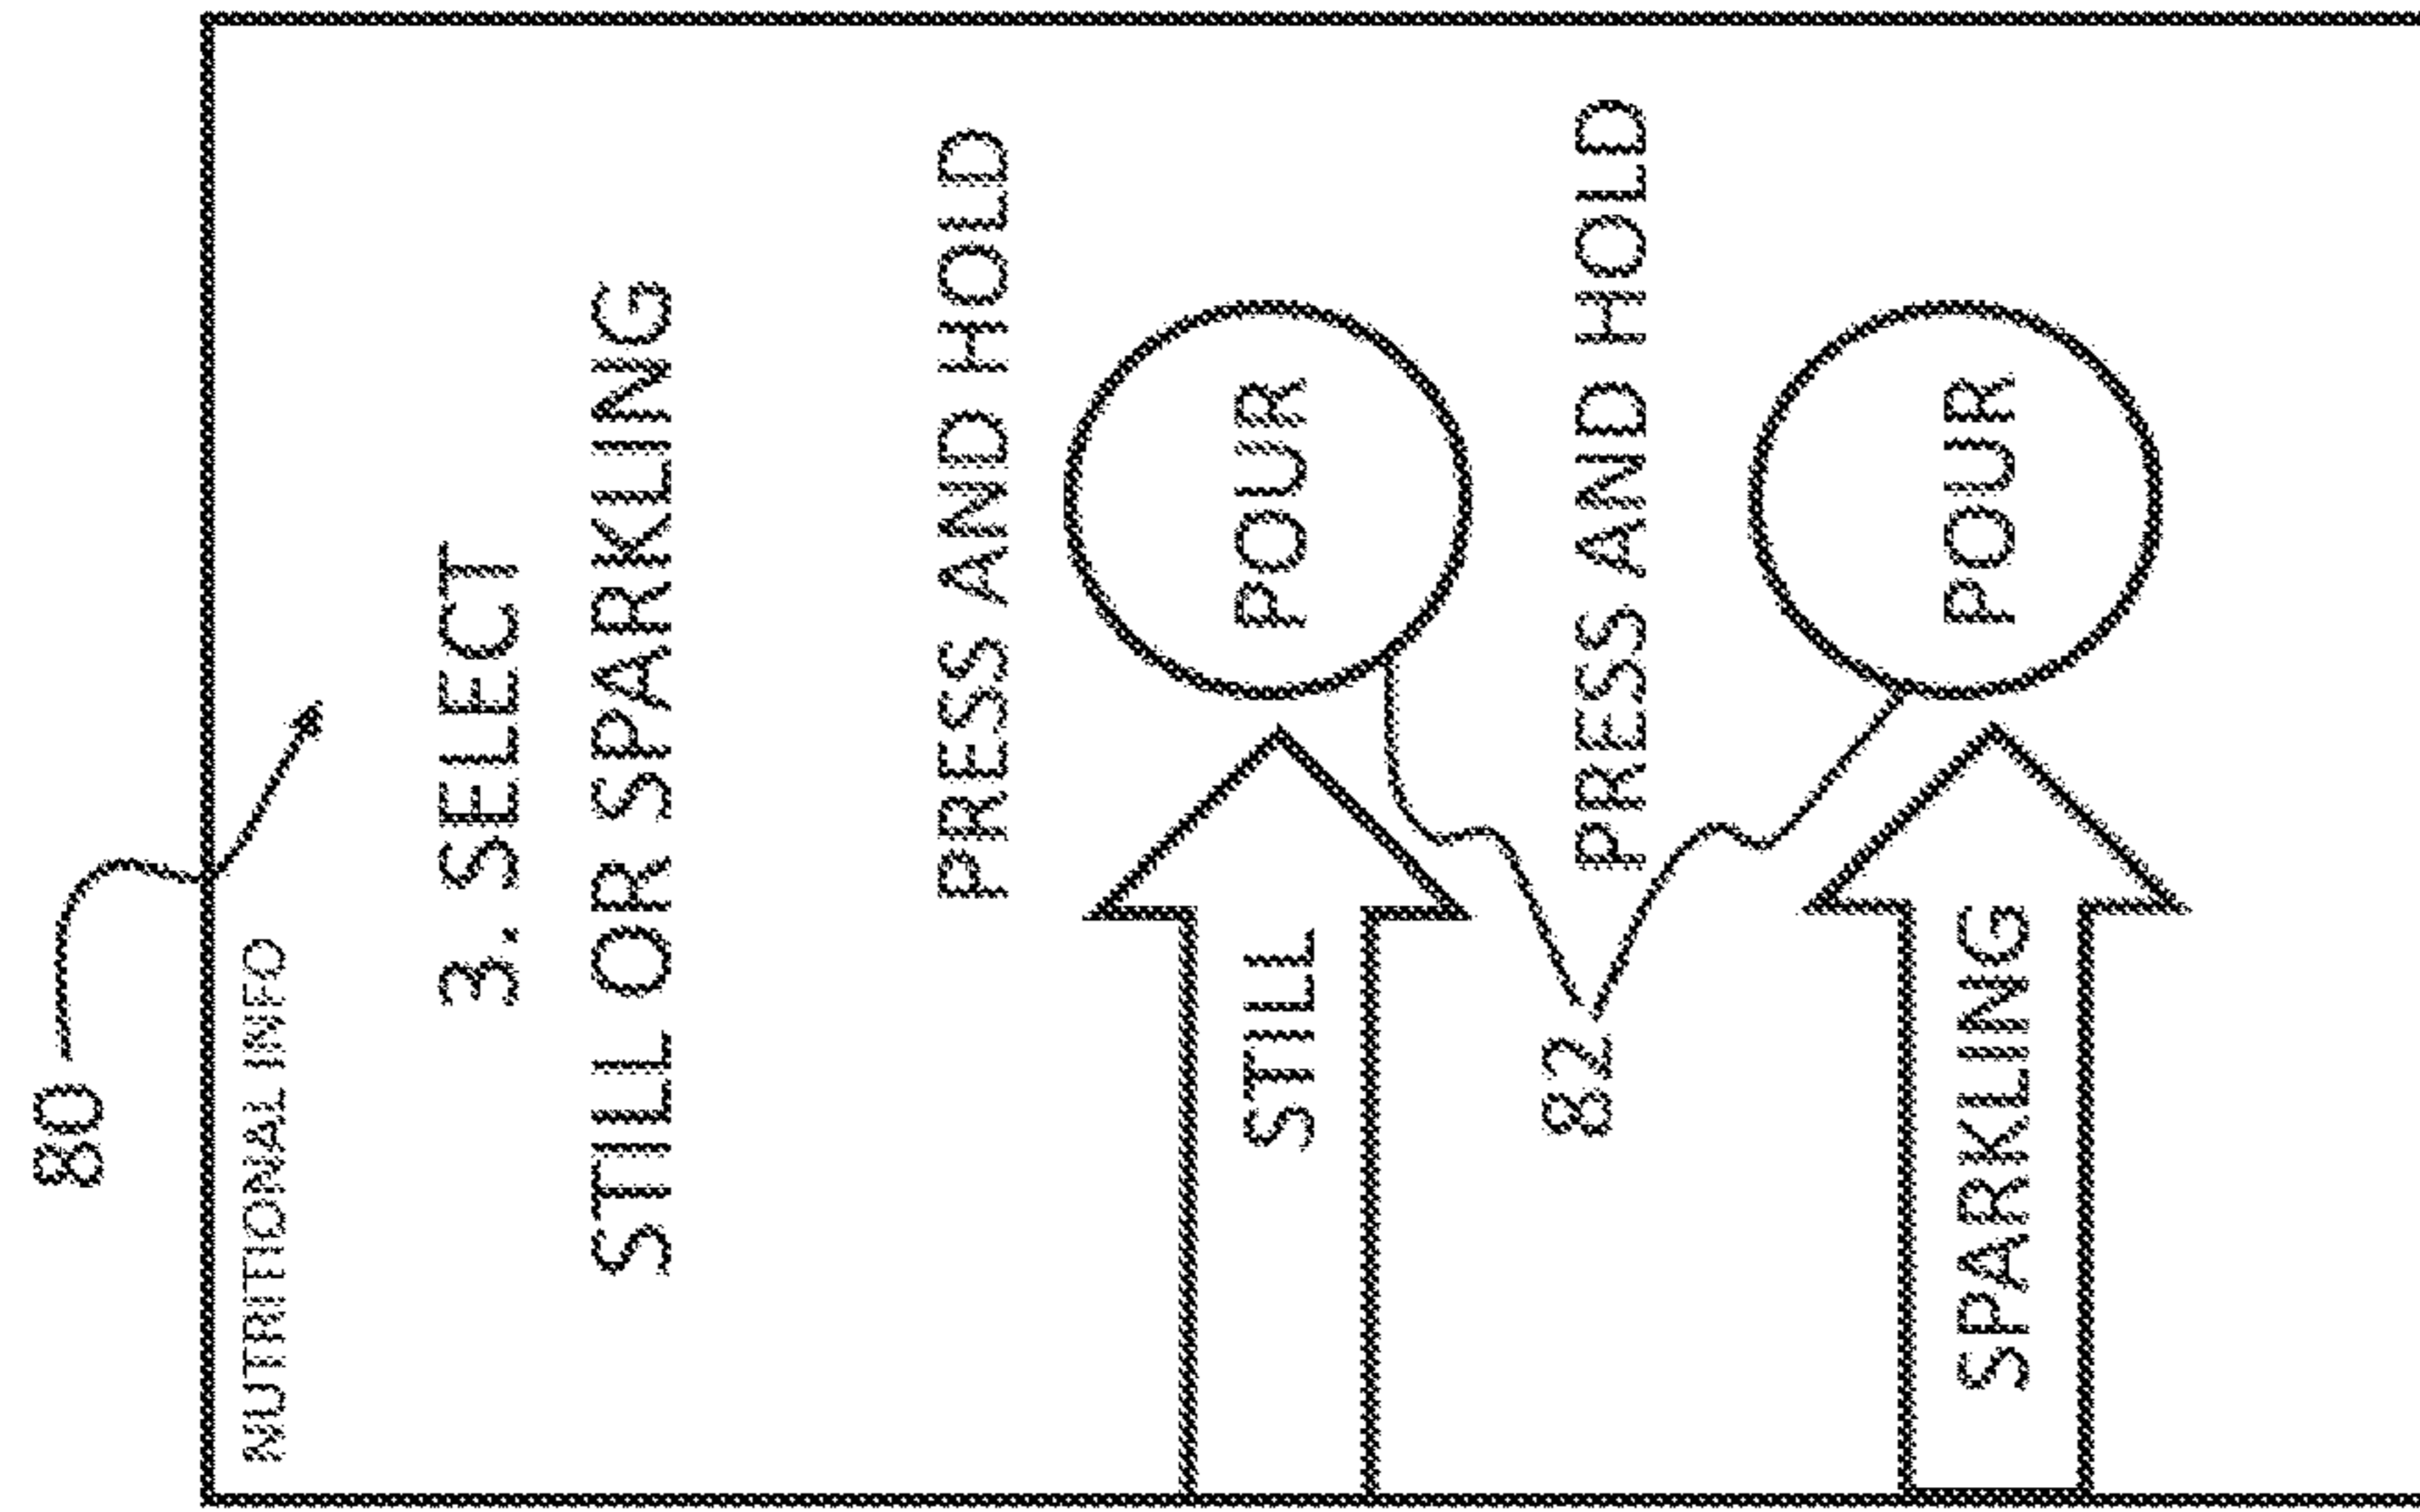 80
NUTRITIONAL INFO
3. SELECT
STILL OR SPARKLING
PRESS AND HOLD
STILL
POUR
82
PRESS AND HOLD
SPARKLING
POUR